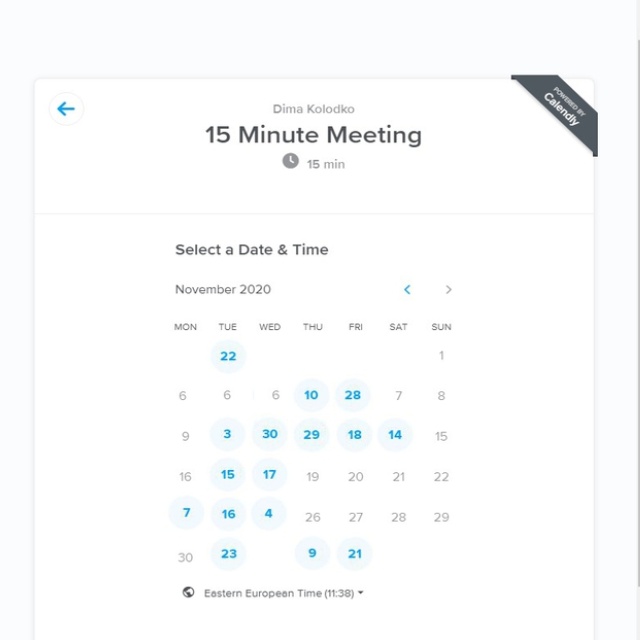 Dima Kolodko
15 Minute Meeting
15 min
POWERED BY
Calendly
Select a Date & Time
November 2020
MON TUE WED THU FRI SAT SUN
22 1
6 6 6 10 28 7 8
9 3 30 29 18 14 15
16 15 17 19 20 21 22
7 16 4 26 27 28 29
30 23 9 21
Eastern European Time (11:38)